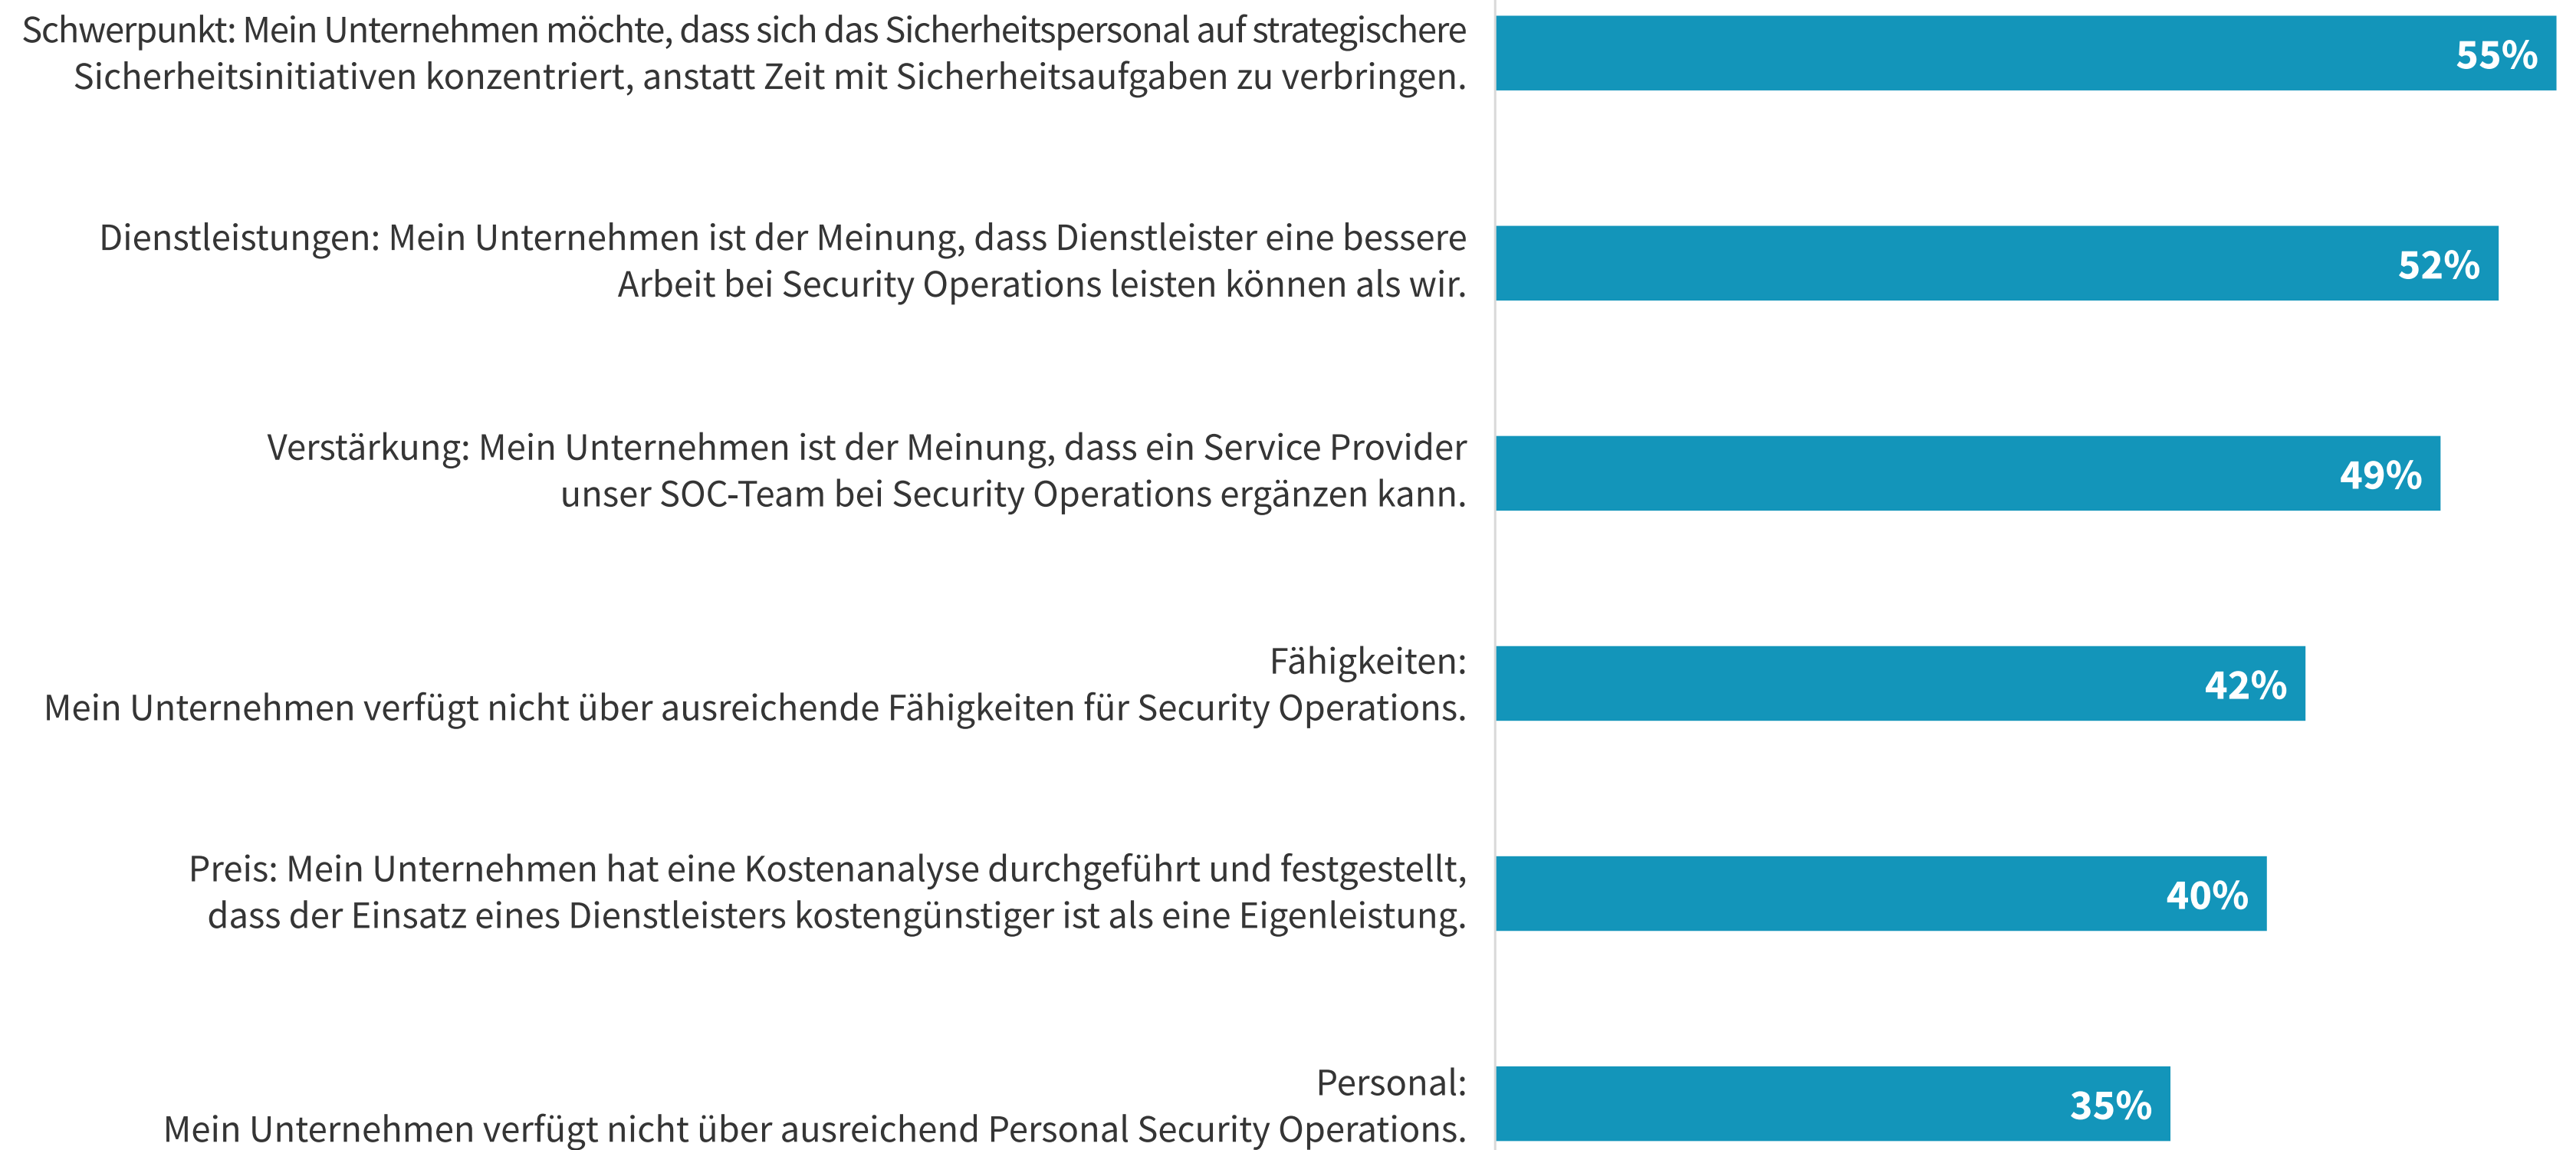 Schwerpunkt: Mein Unternehmen möchte, dass sich das Sicherheitspersonal auf strategischere
Sicherheitsinitiativen konzentriert, anstatt Zeit mit Sicherheitsaufgaben zu verbringen.
55%
Dienstleistungen: Mein Unternehmen ist der Meinung, dass Dienstleister eine bessere
Arbeit bei Security Operations leisten können als wir.
52%
Verstärkung: Mein Unternehmen ist der Meinung, dass ein Service Provider
unser SOC-Team bei Security Operations ergänzen kann.
49%
Fähigkeiten:
Mein Unternehmen verfügt nicht über ausreichende Fähigkeiten für Security Operations.
42%
Preis: Mein Unternehmen hat eine Kostenanalyse durchgeführt und festgestellt,
dass der Einsatz eines Dienstleisters kostengünstiger ist als eine Eigenleistung.
40%
Personal:
Mein Unternehmen verfügt nicht über ausreichend Personal Security Operations.
35%